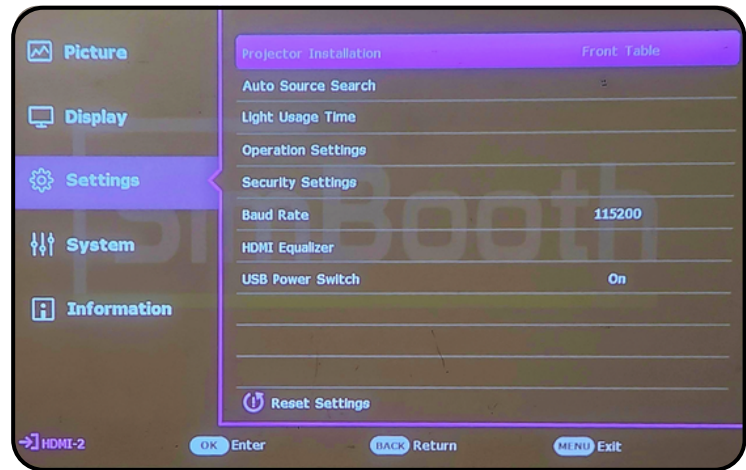 Picture
Display
Settings
System
Information
Projector Installation Front Table
Auto Source Search
Light Usage Time
Operation Settings
Security Settings
Baud Rate 115200
HDMI Equalizer
USB Power Switch On
Reset Settings
SimBooth
HDMI-2 OK Enter BACK Return MENU Exit